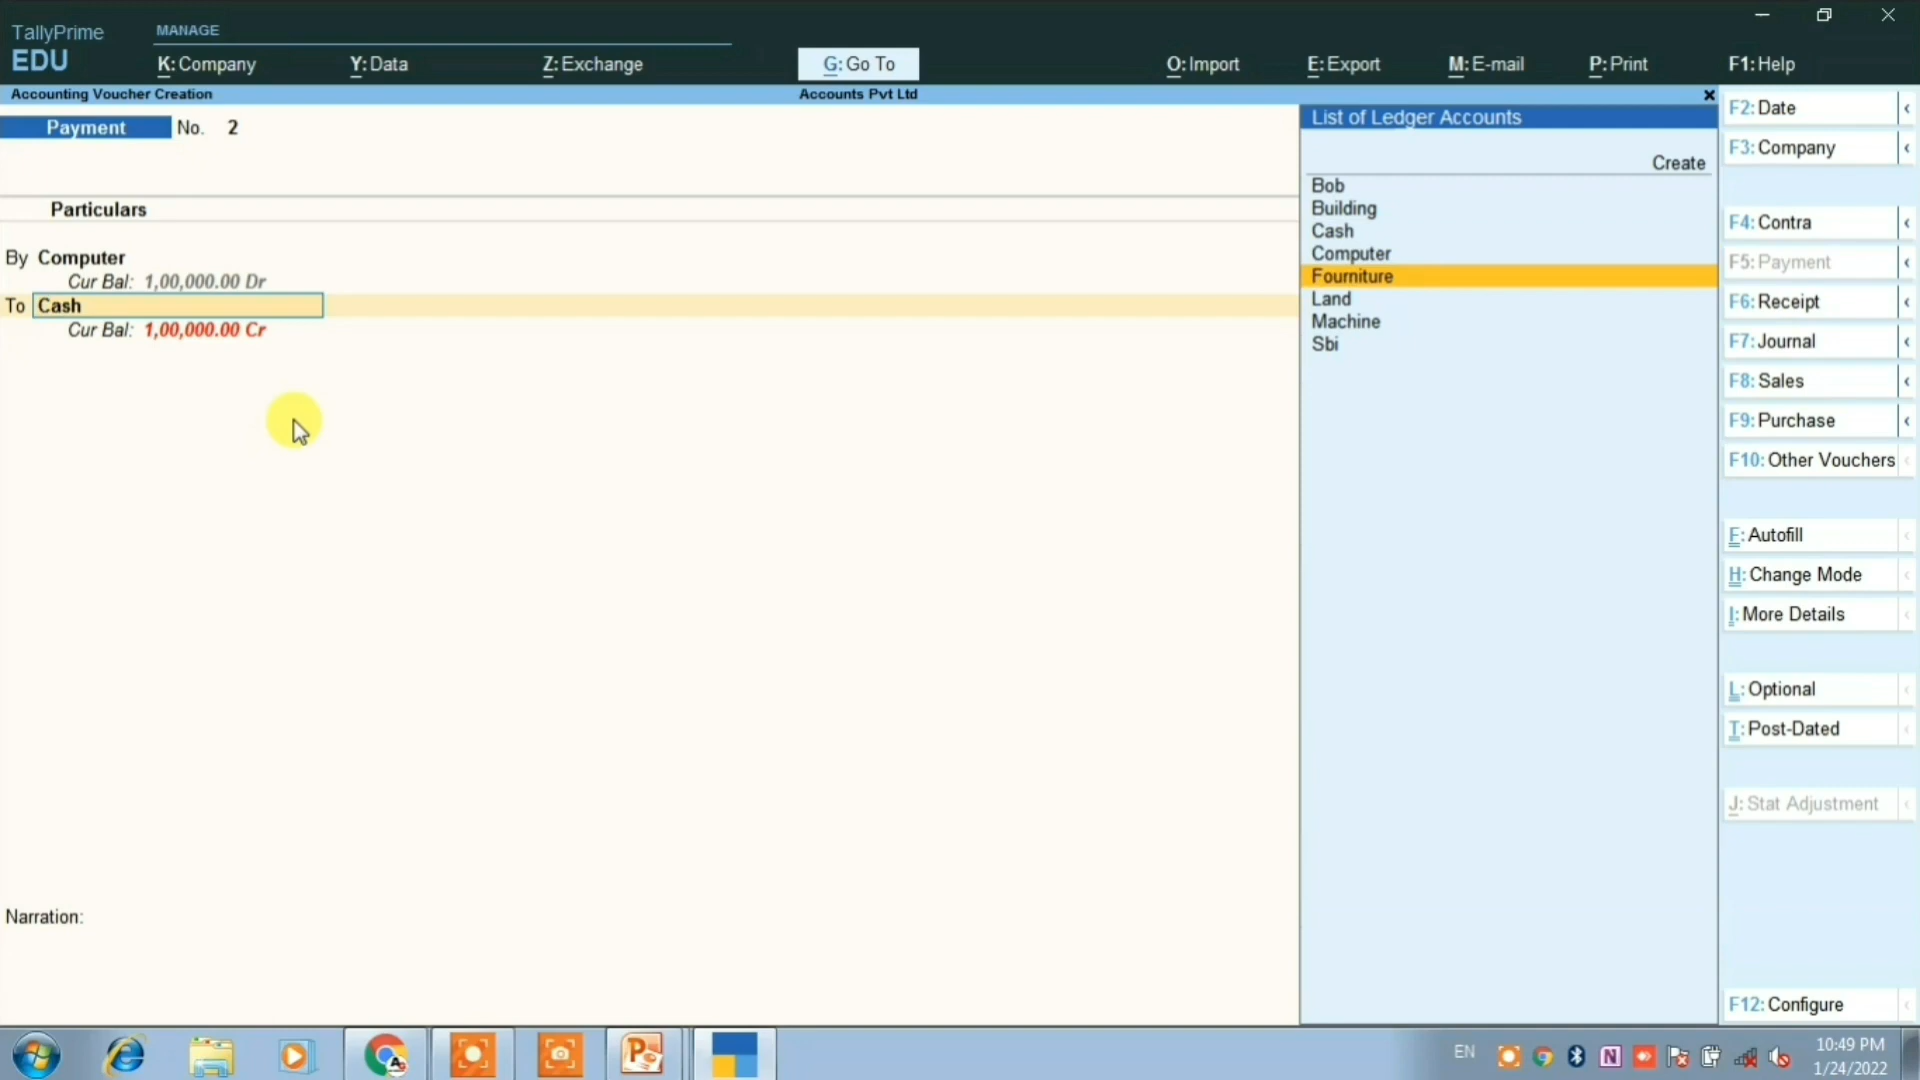 TallyPrime
EDU
MANAGE
K: Company
Y: Data
Z: Exchange
G: Go To
O: Import
E: Export
M: E-mail
P: Print
F1: Help
Accounting Voucher Creation
Accounts Pvt Ltd
Payment No. 2
Particulars
By Computer
Cur Bal: 1,00,000.00 Dr
To Cash
Cur Bal: 1,00,000.00 Cr
Narration:
List of Ledger Accounts
Create
Bob
Building
Cash
Computer
Fourniture
Land
Machine
Sbi
F2: Date
F3: Company
F4: Contra
F5: Payment
F6: Receipt
F7: Journal
F8: Sales
F9: Purchase
F10: Other Vouchers
F: Autofill
H: Change Mode
I: More Details
L: Optional
T: Post-Dated
J: Stat Adjustment
F12: Configure
EN
10:49 PM
1/24/2022